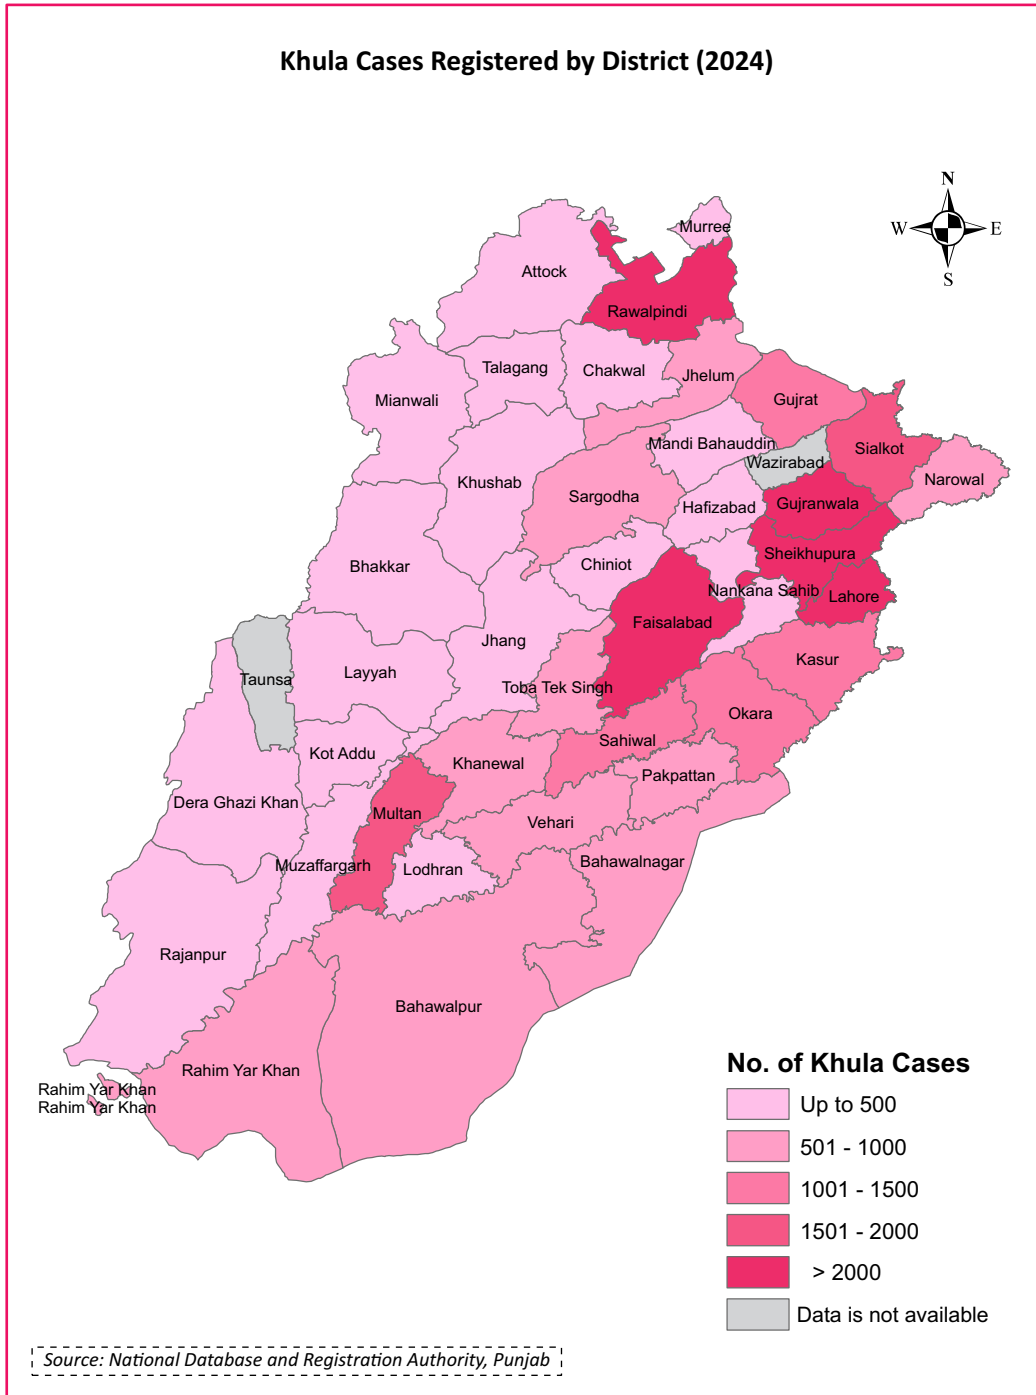 Khula Cases Registered by District (2024)
N
W
E
S
Murree
Attock
Rawalpindi
Talagang
Chakwal
Jhelum
Mianwali
Gujrat
Mandi Bahauddin
Sialkot
Wazirabad
Narowal
Khushab
Sargodha
Gujranwala
Hafizabad
Sheikhupura
Bhakkar
Chiniot
Nankana Sahib
Lahore
Faisalabad
Jhang
Kasur
Layyah
Taunsa
Toba Tek Singh
Okara
Sahiwal
Kot Addu
Khanewal
Pakpattan
Dera Ghazi Khan
Multan
Vehari
Bahawalnagar
Muzaffargarh
Lodhran
Rajanpur
Bahawalpur
Rahim Yar Khan
Rahim Yar Khan
Rahim Yar Khan
No. of Khula Cases
Up to 500
501 - 1000
1001 - 1500
1501 - 2000
> 2000
Data is not available
Source: National Database and Registration Authority, Punjab